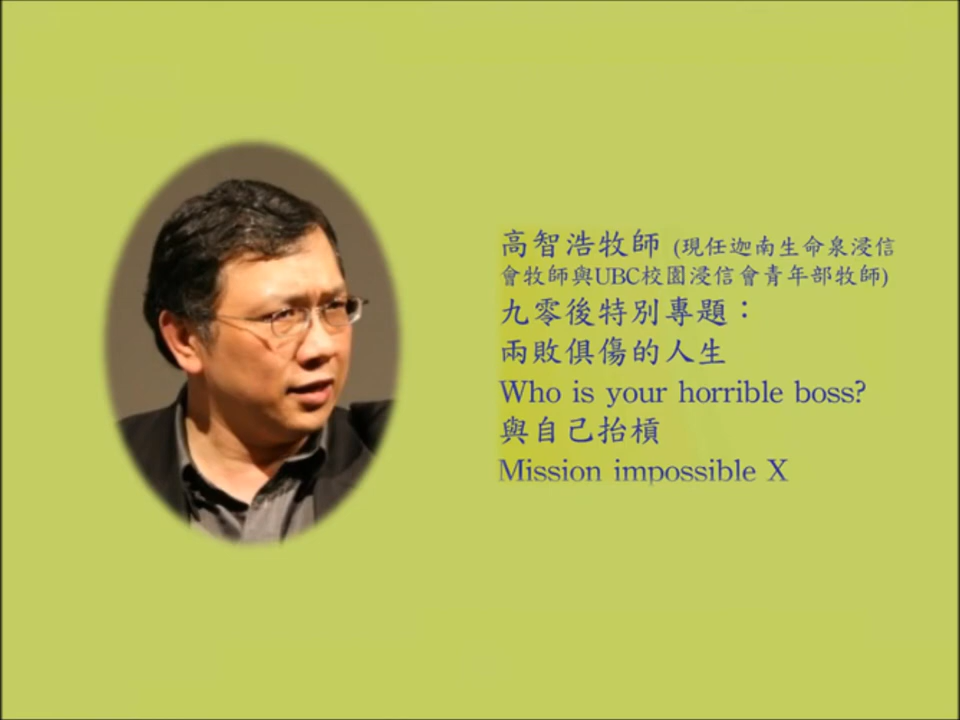 高智浩牧師 (現任迦南生命泉浸信
會牧師與UBC校園浸信會青年部牧師)
九零後特別專題：
兩敗俱傷的人生
Who is your horrible boss?
與自己抬槓
Mission impossible X